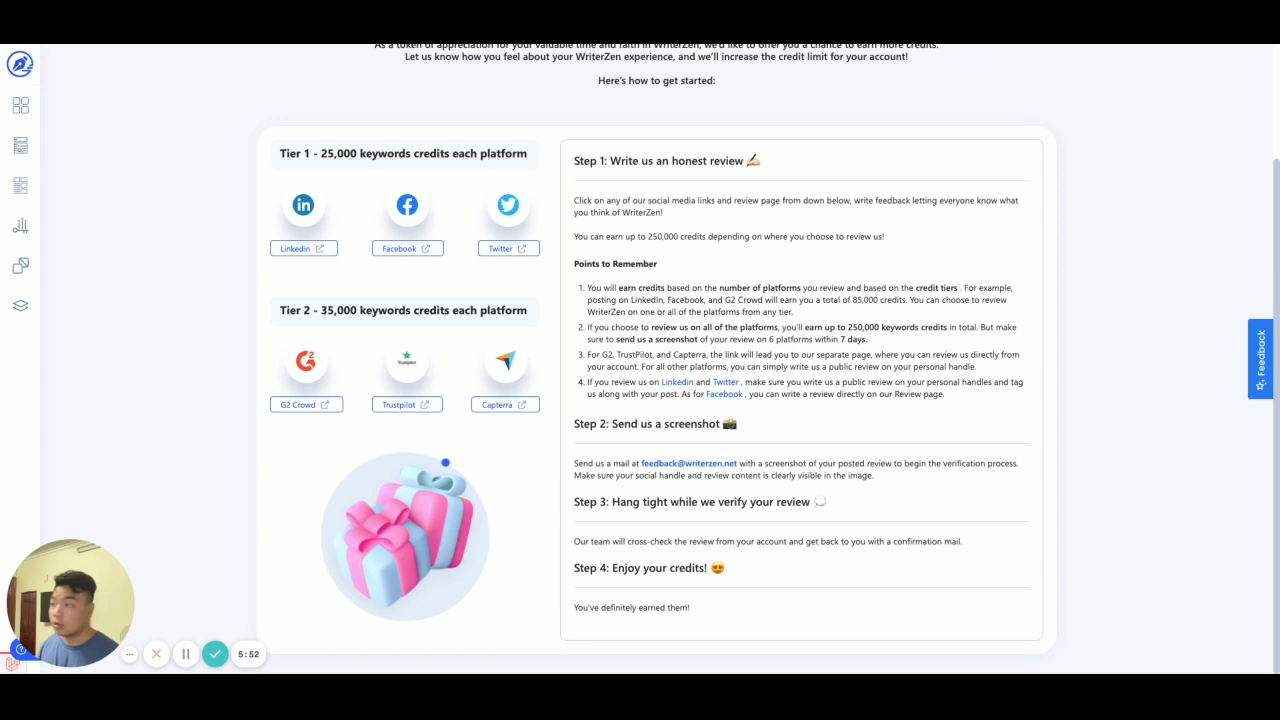 As a token of appreciation for your valuable time and faith in WriterZen, we'd like to offer you a chance to earn more credits.
Let us know how you feel about your WriterZen experience, and we'll increase the credit limit for your account!
Here's how to get started:
Tier 1 - 25,000 keywords credits each platform
Linkedin
Facebook
Twitter
Tier 2 - 35,000 keywords credits each platform
Trustpilot
G2 Crowd
Trustpilot
Capterra
Step 1: Write us an honest review ✍🏻
Click on any of our social media links and review page from down below, write feedback letting everyone know what
you think of WriterZen!
You can earn up to 250,000 credits depending on where you choose to review us!
Points to Remember
1. You will earn credits based on the number of platforms you review and based on the credit tiers . For example,
posting on LinkedIn, Facebook, and G2 Crowd will earn you a total of 85,000 credits. You can choose to review
WriterZen on one or all of the platforms from any tier.
2. If you choose to review us on all of the platforms, you'll earn up to 250,000 keywords credits in total. But make
sure to send us a screenshot of your review on 6 platforms within 7 days.
3. For G2, TrustPilot, and Capterra, the link will lead you to our separate page, where you can review us directly from
your account. For all other platforms, you can simply write us a public review on your personal handle.
4. If you review us on Linkedin and Twitter , make sure you write us a public review on your personal handles and tag
us along with your post. As for Facebook , you can write a review directly on our Review page.
Step 2: Send us a screenshot 📸
Send us a mail at feedback@writerzen.net with a screenshot of your posted review to begin the verification process.
Make sure your social handle and review content is clearly visible in the image.
Step 3: Hang tight while we verify your review 💭
Our team will cross-check the review from your account and get back to you with a confirmation mail.
Step 4: Enjoy your credits! 😍
You've definitely earned them!
Feedback
5:52